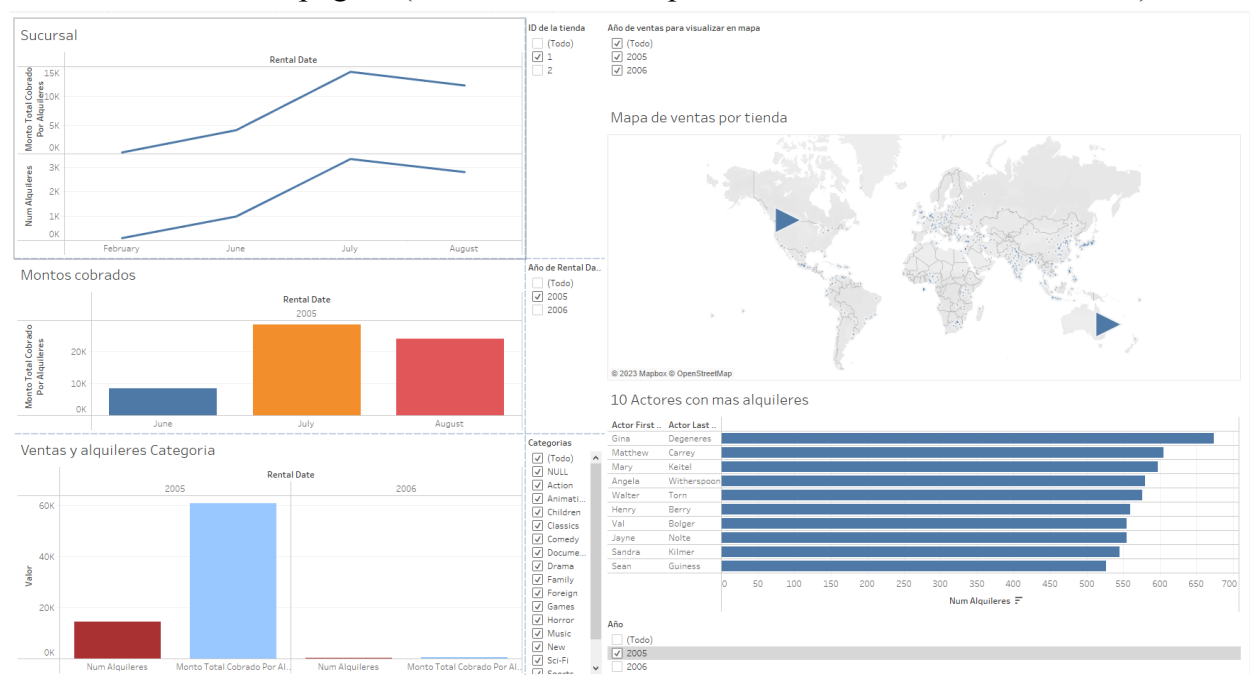 Sucursal
Rental Date
Monto Total Cobrado
Por Alquileres
15K
10K
5K
0K
Num Alquileres
3K
2K
1K
0K
February
June
July
August
ID de la tienda
(Todo)
1
2
Año de ventas para visualizar en mapa
(Todo)
2005
2006
Mapa de ventas por tienda
© 2023 Mapbox © OpenStreetMap
Montos cobrados
Rental Date
2005
Monto Total Cobrado
Por Alquileres
20K
10K
0K
June
July
August
Año de Rental Da..
(Todo)
2005
2006
Ventas y alquileres Categoria
Rental Date
2005
2006
Valor
60K
40K
20K
0K
Num Alquileres
Monto Total Cobrado Por Al..
Num Alquileres
Monto Total Cobrado Por Al..
Categorias
(Todo)
NULL
Action
Animati...
Children
Classics
Comedy
Docume...
Drama
Family
Foreign
Games
Horror
Music
New
Sci-Fi
Sports
10 Actores con mas alquileres
Actor First .. Actor Last ..
Gina Degeneres
Matthew Carrey
Mary Keitel
Angela Witherspoon
Walter Torn
Henry Berry
Val Bolger
Jayne Nolte
Sandra Kilmer
Sean Guiness
0 50 100 150 200 250 300 350 400 450 500 550 600 650 700
Num Alquileres
Año
(Todo)
2005
2006